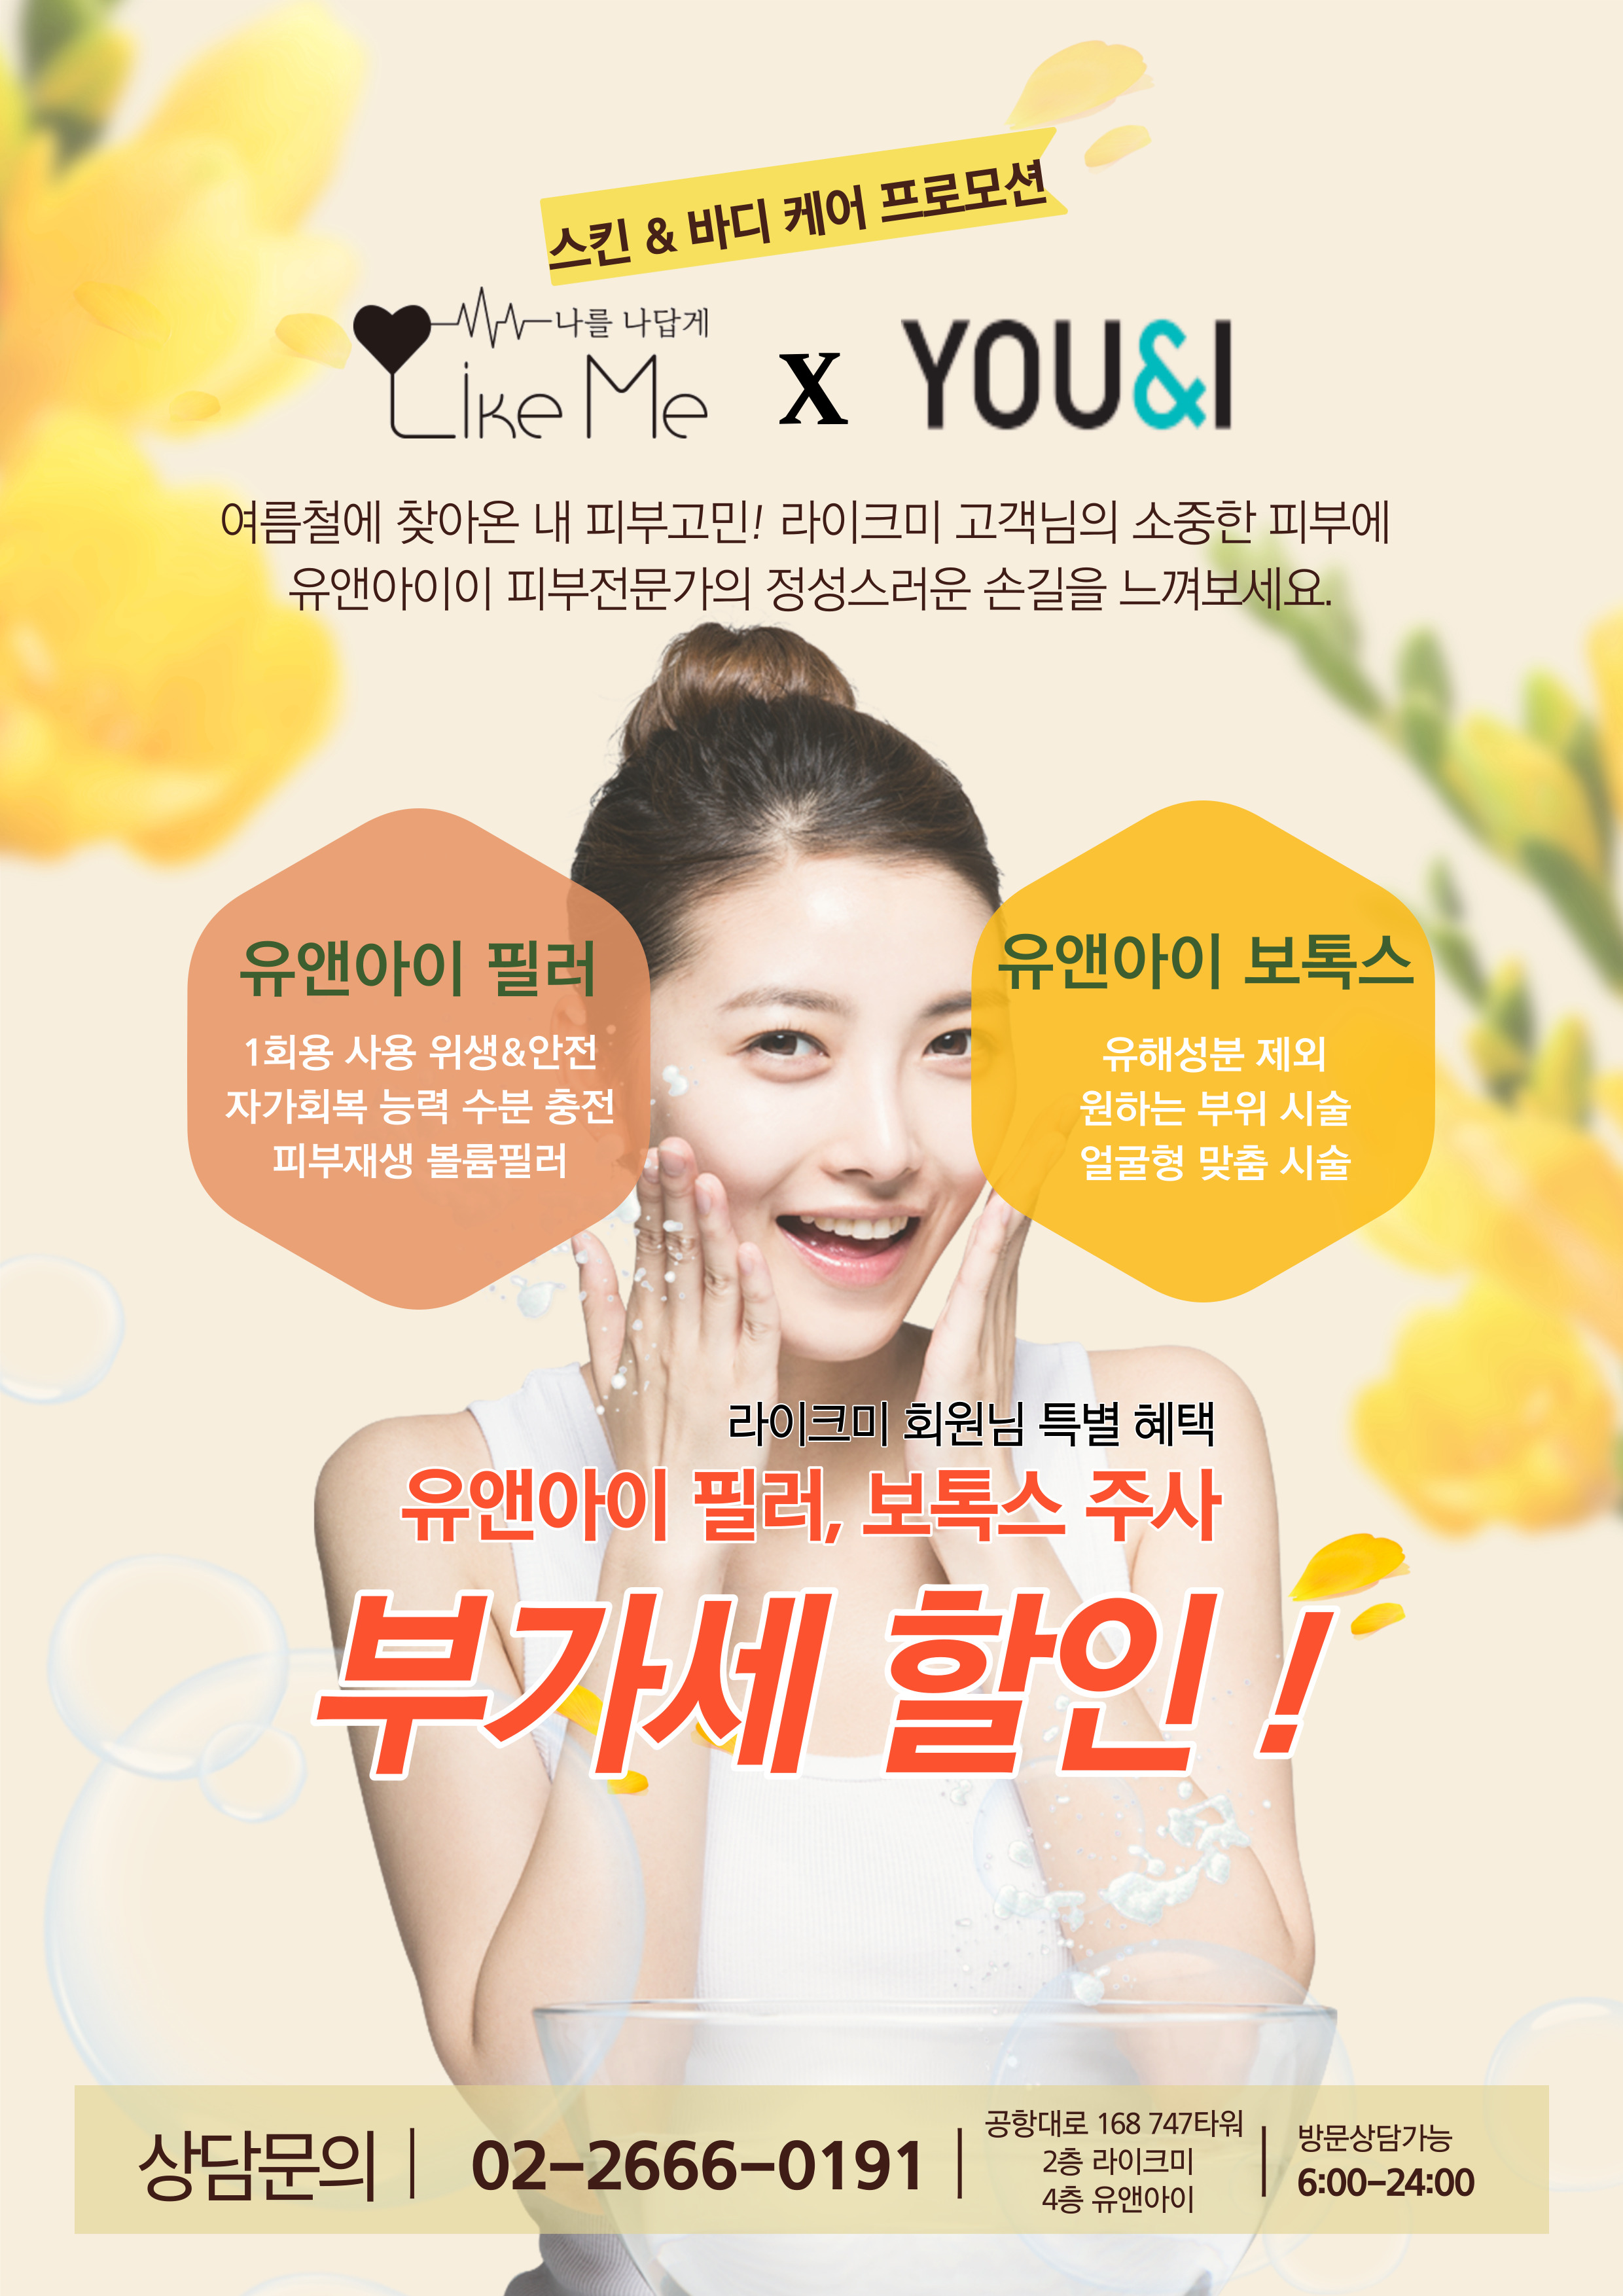 스킨 & 바디 케어 프로모션
나를 나답게
Like Me
X
YOU&I
여름철에 찾아온 내 피부고민! 라이크미 고객님의 소중한 피부에
유앤아이이 피부전문가의 정성스러운 손길을 느껴보세요.
유앤아이 필러
1회용 사용 위생&안전
자가회복 능력 수분 충전
피부재생 볼륨필러
유앤아이 보톡스
유해성분 제외
원하는 부위 시술
얼굴형 맞춤 시술
라이크미 회원님 특별 혜택
유앤아이 필러, 보톡스 주사
부가세 할인!
상담문의
02-2666-0191
공항대로 168 747타워
2층 라이크미
4층 유앤아이
방문상담가능
6:00-24:00